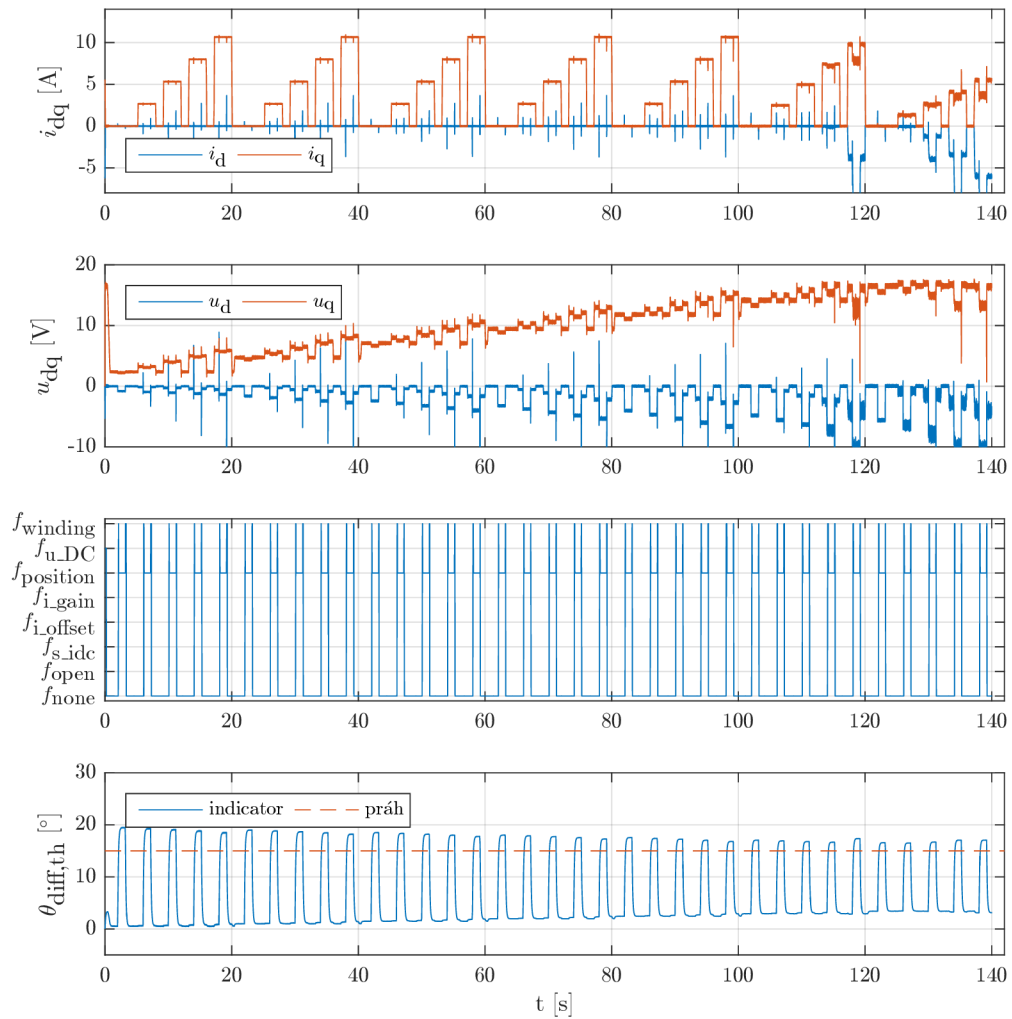 10
5
0
-5
i_dq [A]
i_d i_q
0 20 40 60 80 100 120 140
20
10
0
-10
u_dq [V]
u_d u_q
0 20 40 60 80 100 120 140
f_winding
f_u_DC
f_position
f_i_gain
f_i_offset
f_s_idc
f_open
f_none
0 20 40 60 80 100 120 140
30
20
10
0
θ_diff,th [°]
indicator práh
0 20 40 60 80 100 120 140
t [s]